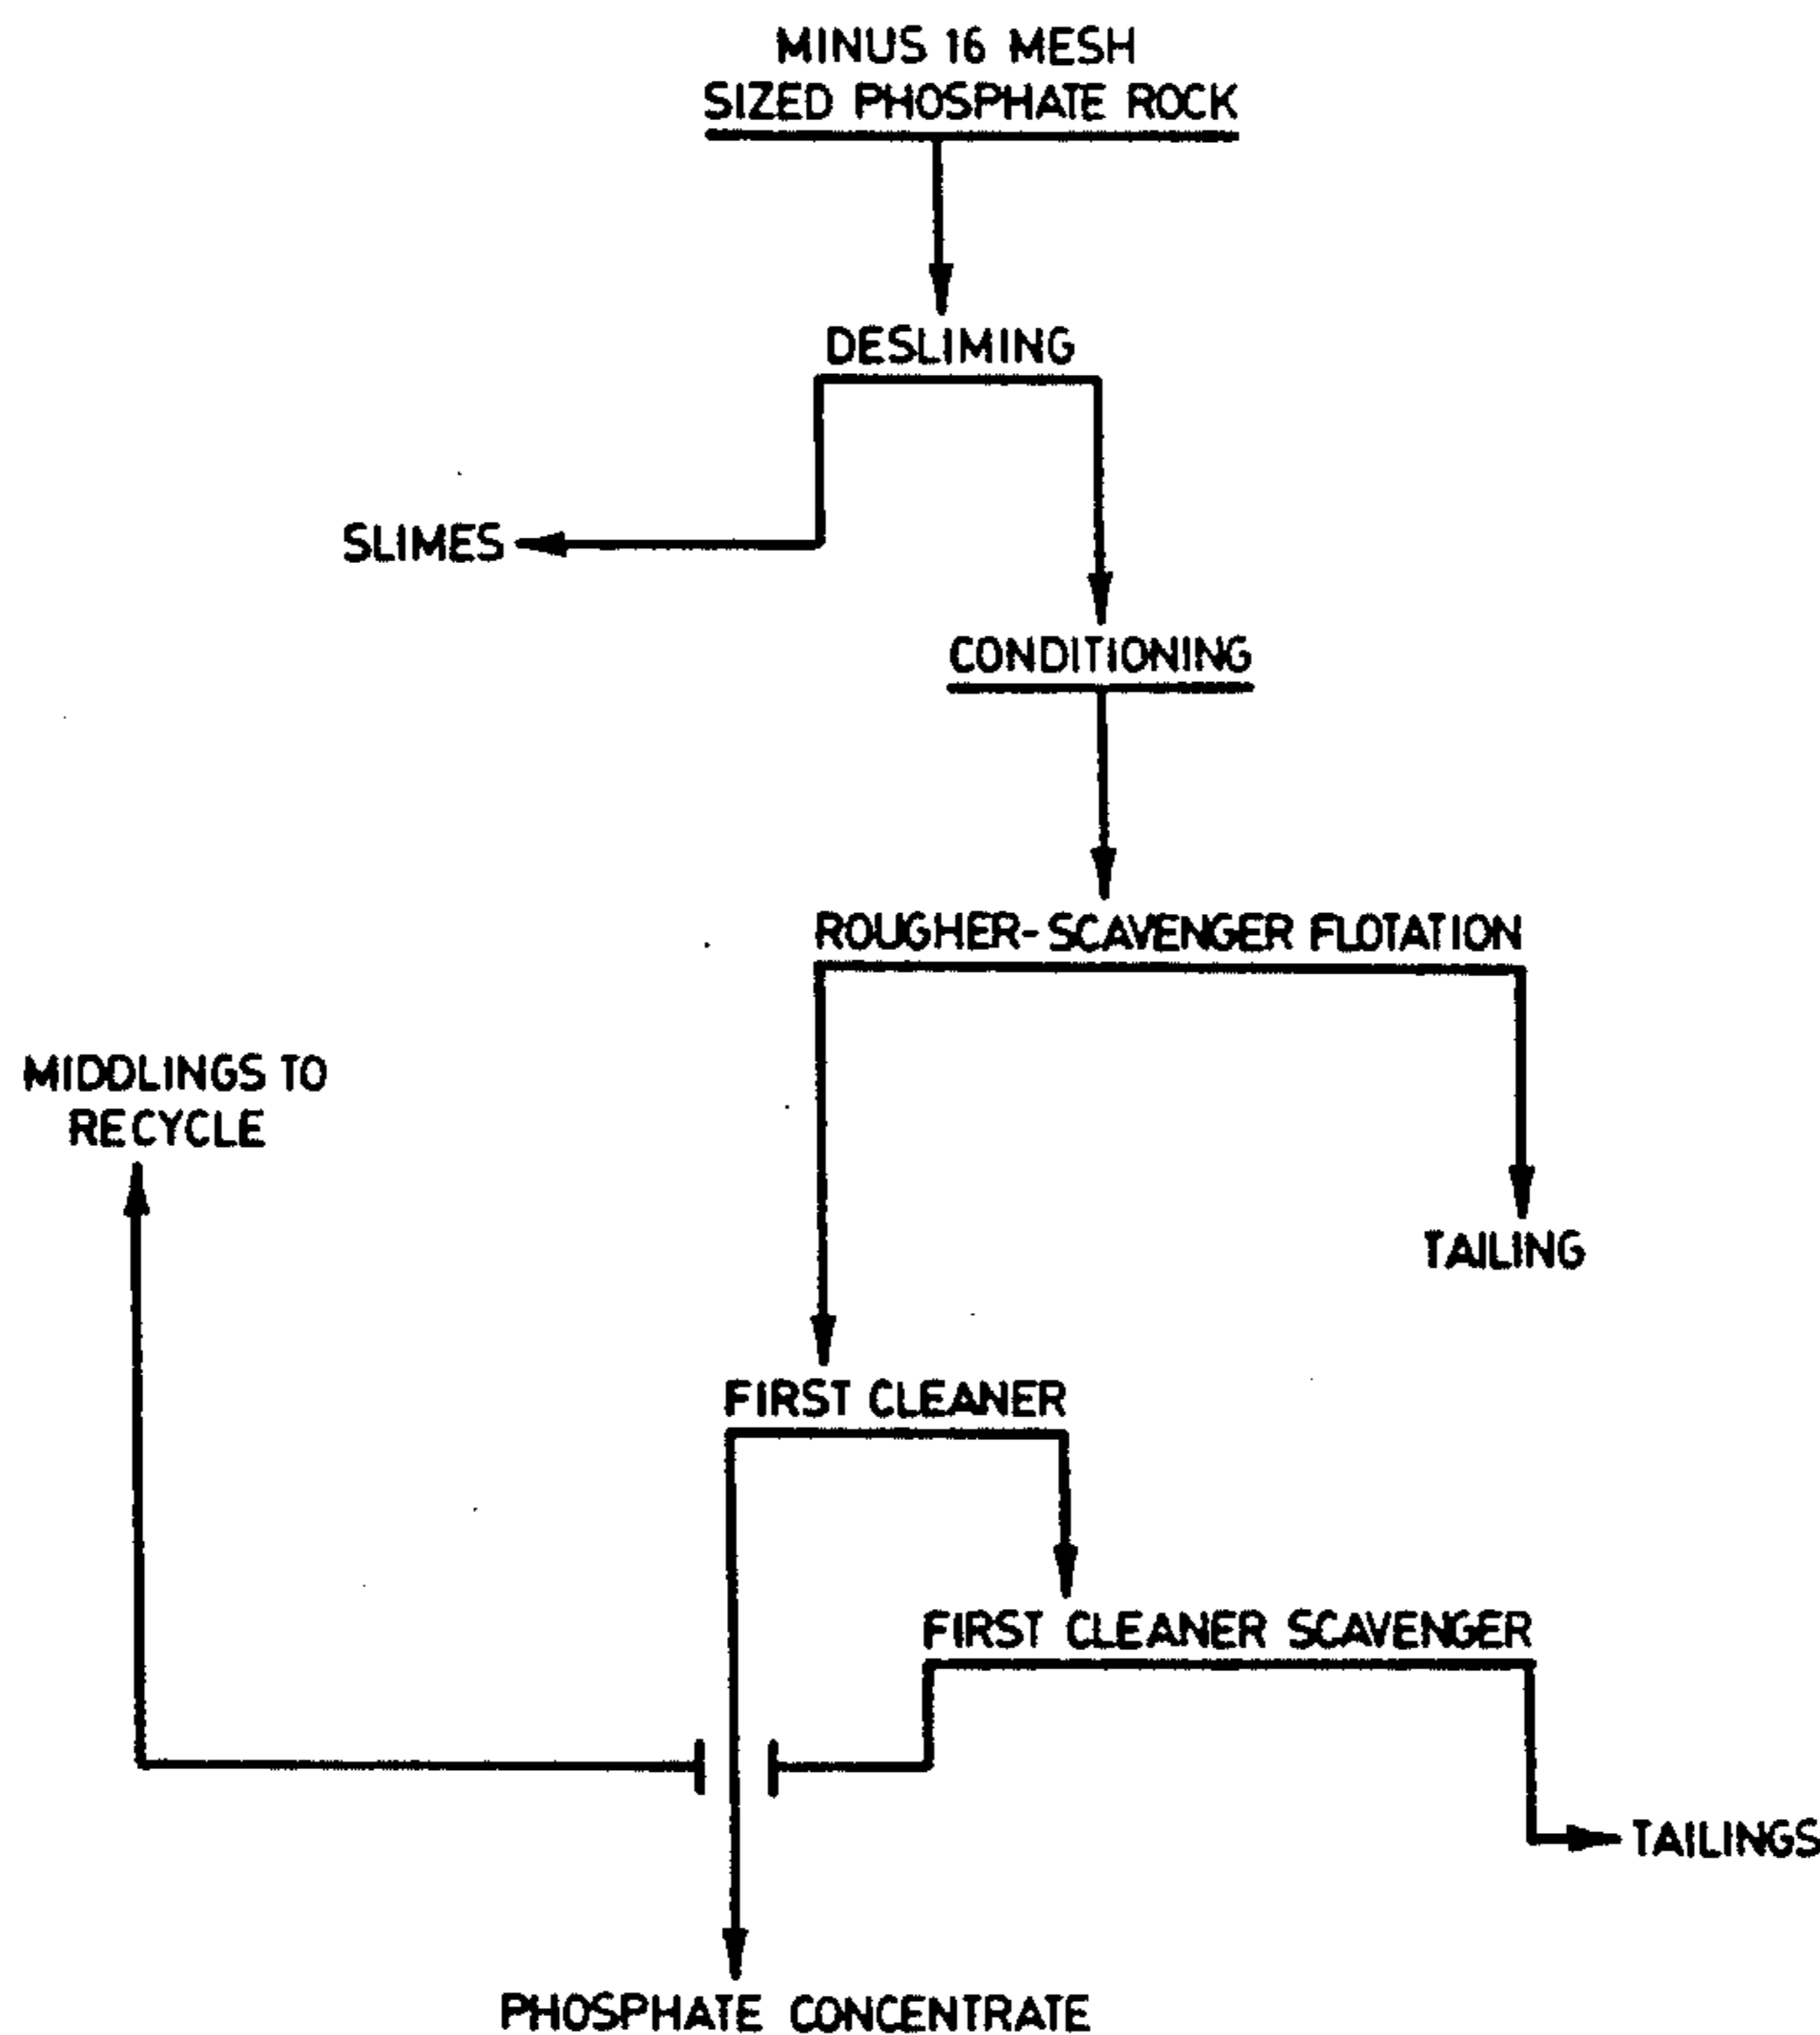 MINUS 16 MESH
SIZED PHOSPHATE ROCK
DESLIMING
SLIMES
CONDITIONING
ROUGHER-SCAVENGER FLOTATION
MIDDLINGS TO
RECYCLE
TAILING
FIRST CLEANER
FIRST CLEANER SCAVENGER
TAILINGS
PHOSPHATE CONCENTRATE